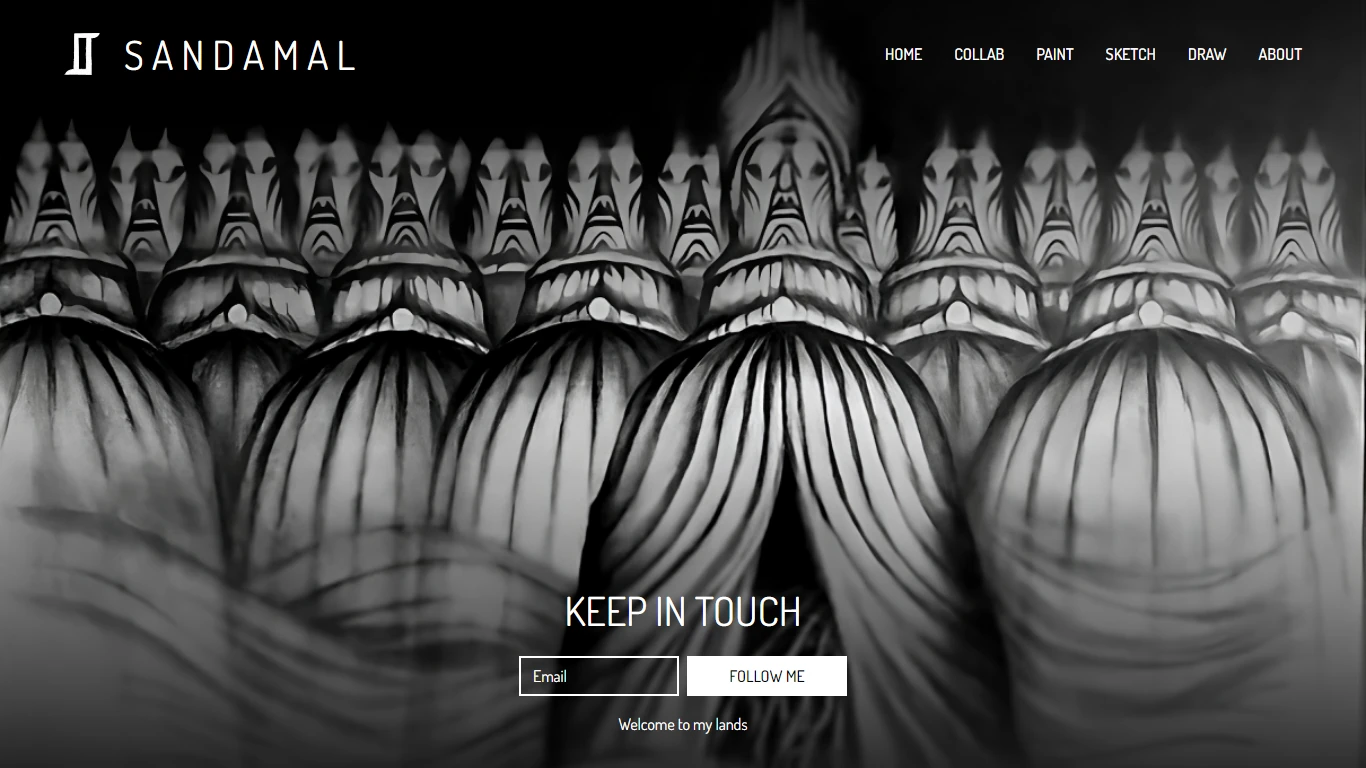 SANDAMAL
HOME COLLAB PAINT SKETCH DRAW ABOUT
KEEP IN TOUCH
Email FOLLOW ME
Welcome to my lands